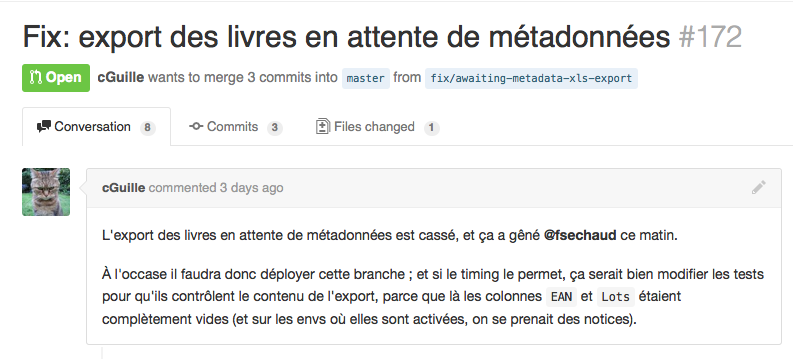 Fix: export des livres en attente de métadonnées #172
Open cGuille wants to merge 3 commits into master from fix/awaiting-metadata-xls-export
Conversation 8 Commits 3 Files changed 1
cGuille commented 3 days ago
L'export des livres en attente de métadonnées est cassé, et ça a gêné @fsechaud ce matin.
À l'occase il faudra donc déployer cette branche ; et si le timing le permet, ça serait bien modifier les tests
pour qu'ils contrôlent le contenu de l'export, parce que là les colonnes EAN et Lots étaient
complètement vides (et sur les envs où elles sont activées, on se prenait des notices).